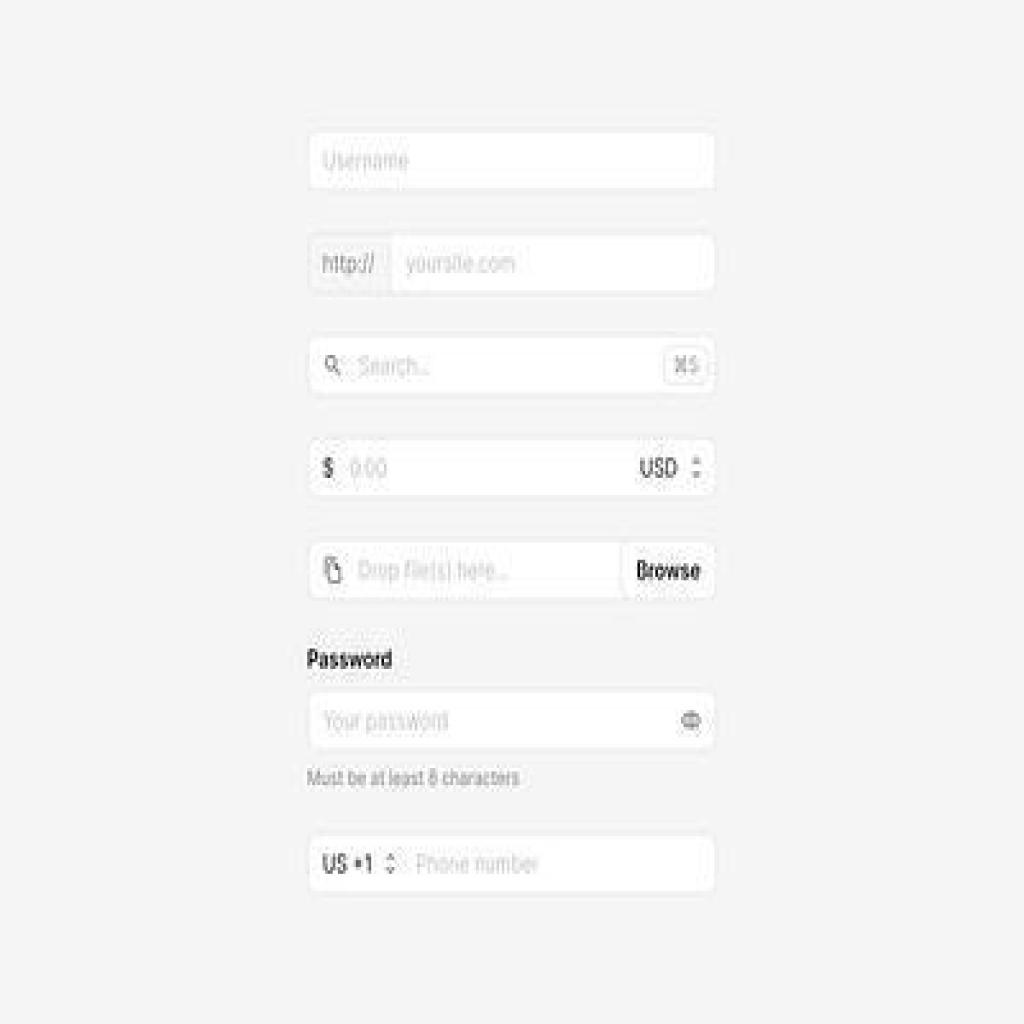 Username
http:// yoursite.com
Search... ⌘S
$ 0.00 USD
Drop file(s) here... Browse
Password
Your password
Must be at least 8 characters
US +1 Phone number